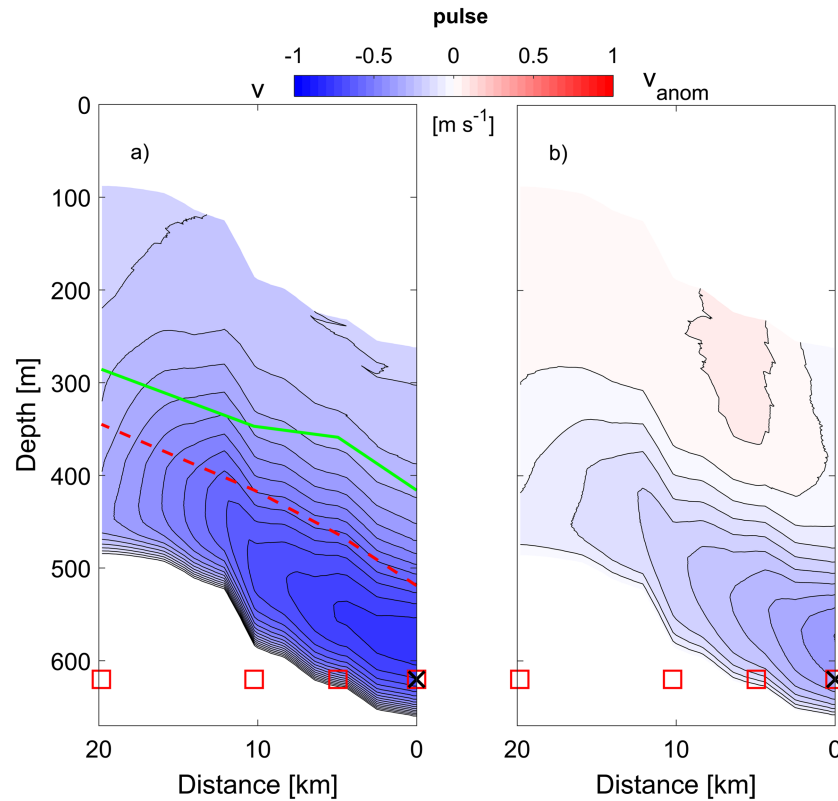 pulse
-1 -0.5 0 0.5 1
v v_anom
[m s⁻¹]
a) b)
0
100
200
300
400
500
600
Depth [m]
20 10 0 20 10 0
Distance [km] Distance [km]